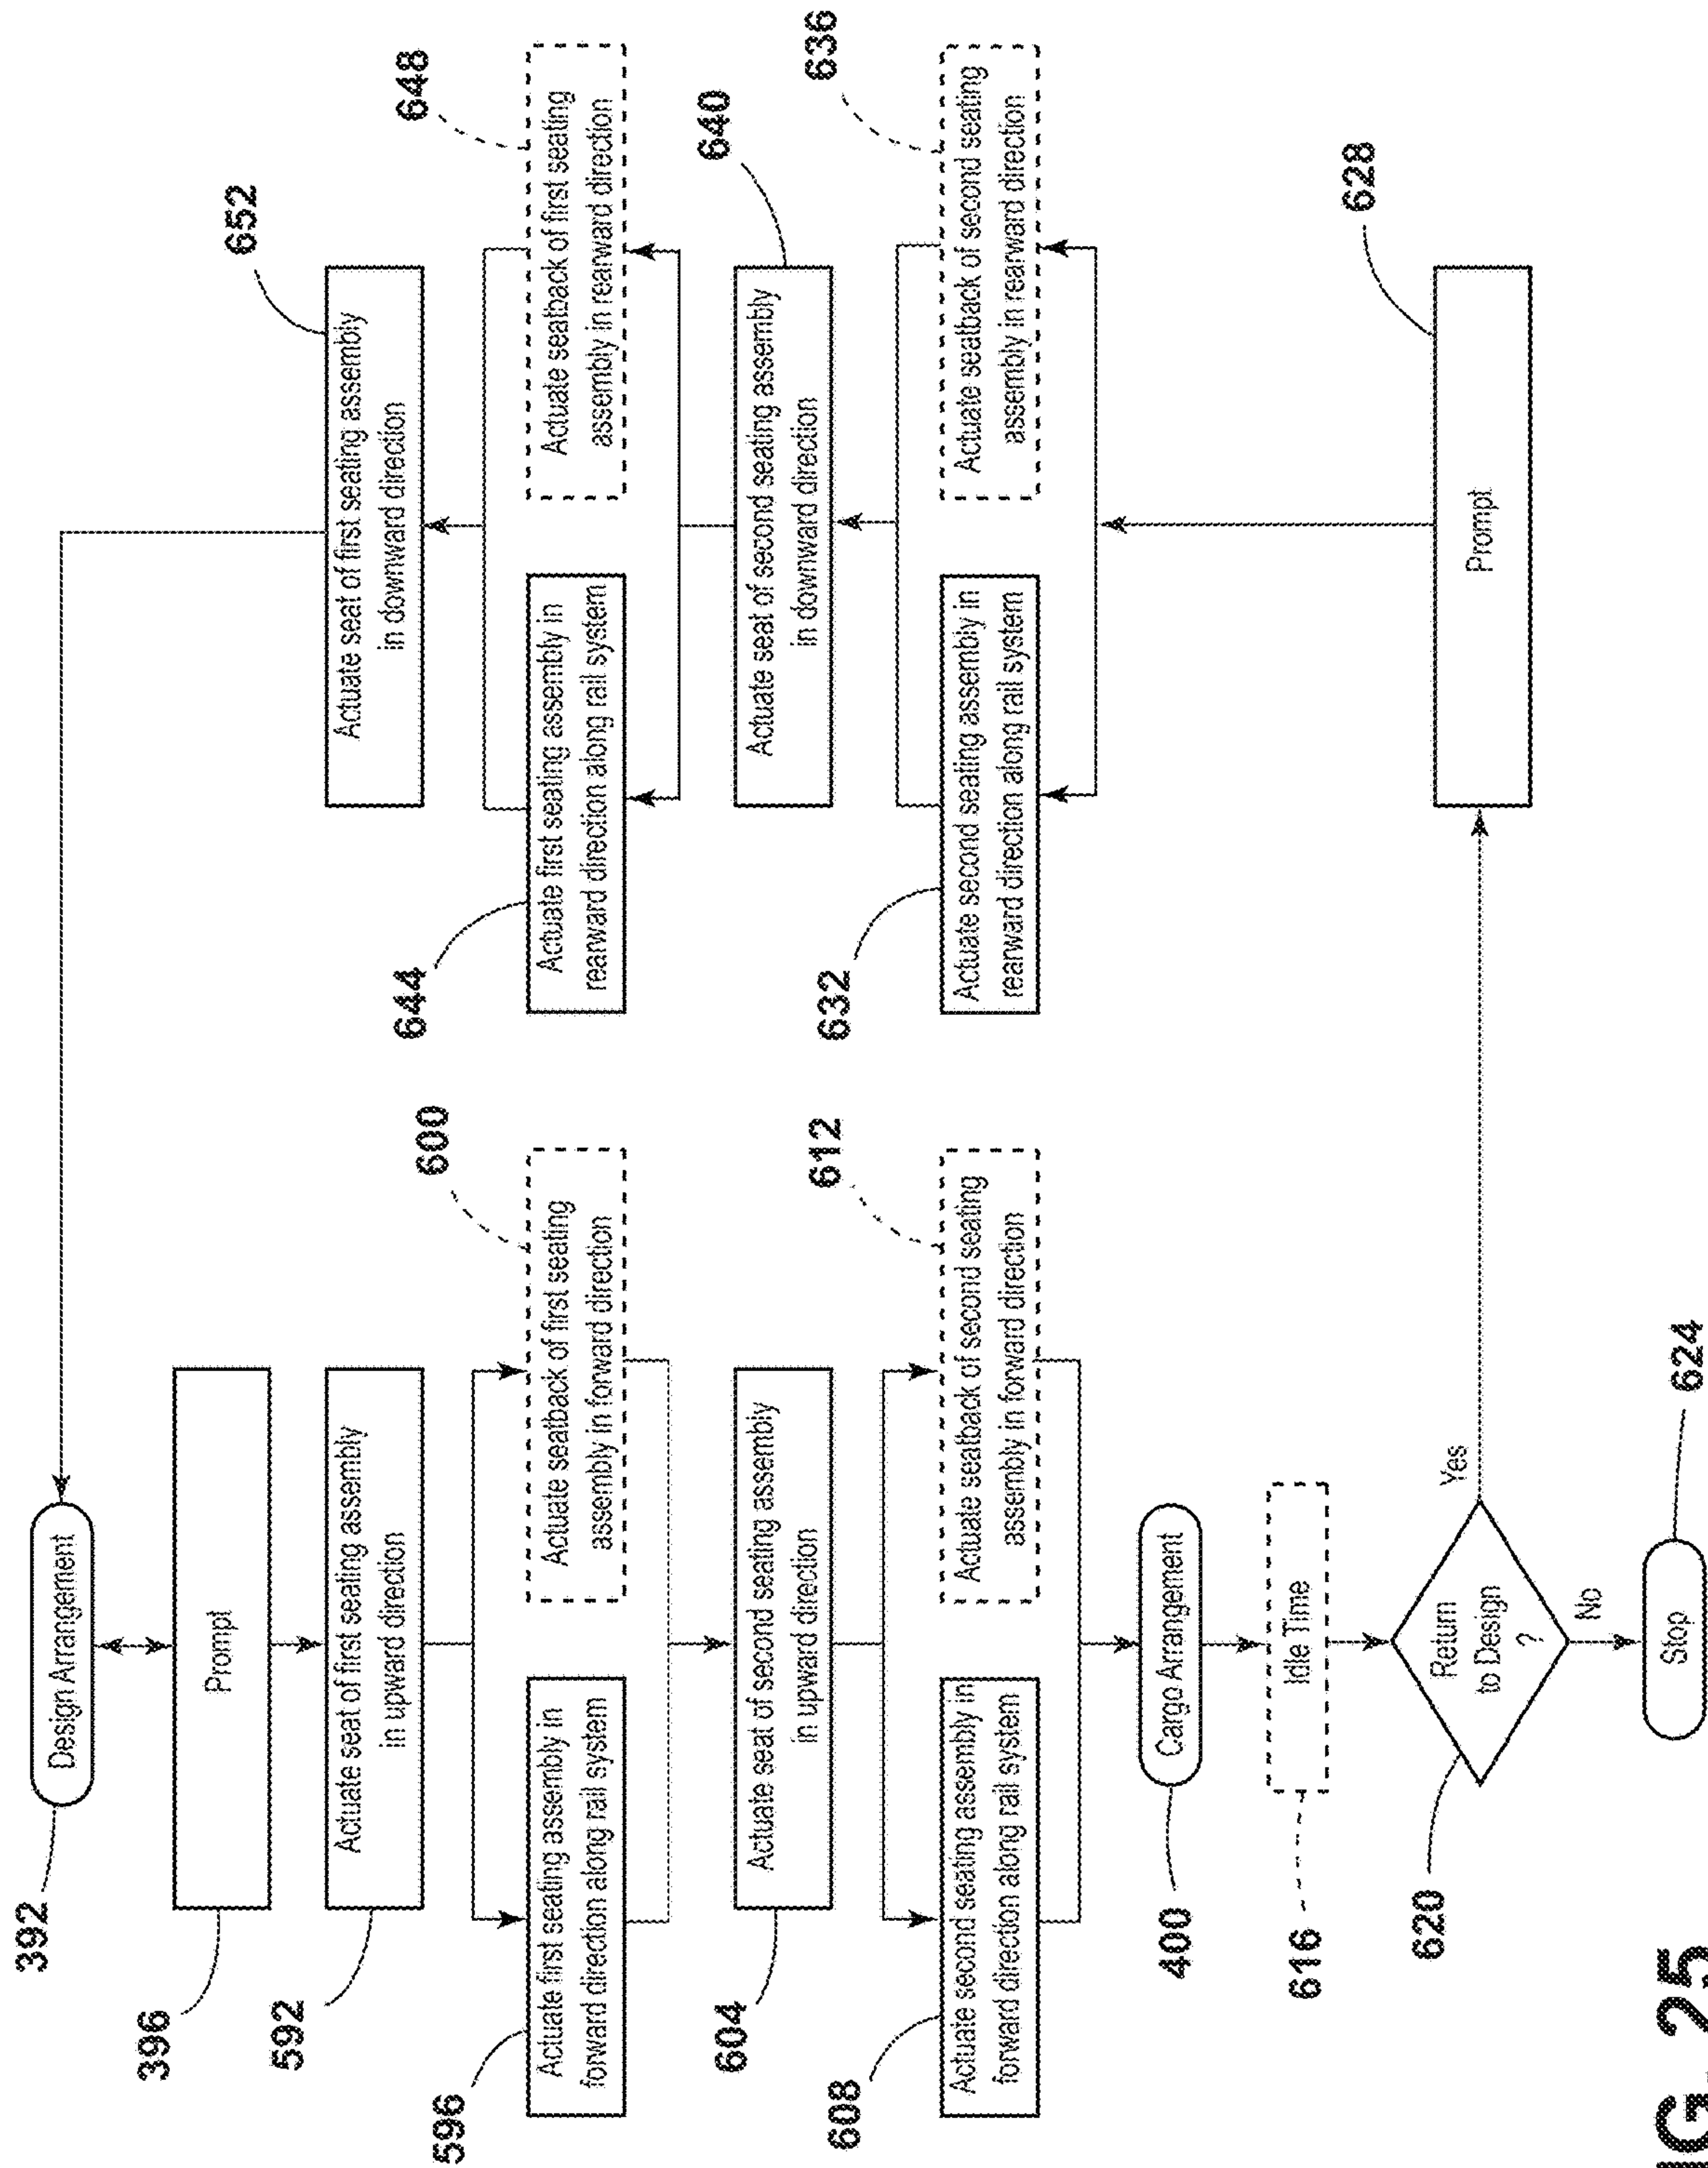 392
Design Arrangement
396
Prompt
592
Actuate seat of first seating assembly
in upward direction
596
Actuate first seating assembly in
forward direction along rail system
600
Actuate seatback of first seating
assembly in forward direction
604
Actuate seat of second seating assembly
in upward direction
608
Actuate second seating assembly in
forward direction along rail system
612
Actuate seatback of second seating
assembly in forward direction
400
Cargo Arrangement
616
Idle Time
620
Return
to Design
?
Yes
No
Stop
624
652
Actuate seat of first seating assembly
in downward direction
644
Actuate first seating assembly in
rearward direction along rail system
648
Actuate seatback of first seating
assembly in rearward direction
640
Actuate seat of second seating assembly
in downward direction
632
Actuate second seating assembly in
rearward direction along rail system
636
Actuate seatback of second seating
assembly in rearward direction
628
Prompt
IG. 25